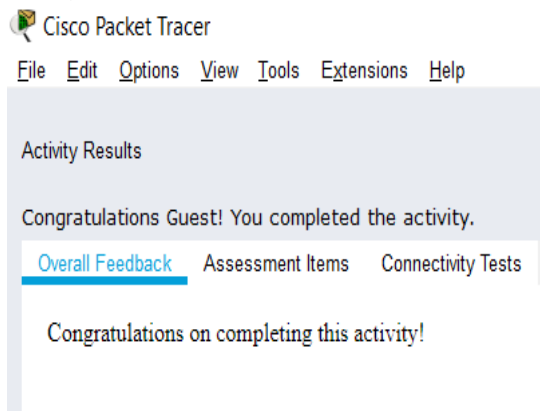 Cisco Packet Tracer
File Edit Options View Tools Extensions Help
Activity Results
Congratulations Guest! You completed the activity.
Overall Feedback Assessment Items Connectivity Tests
Congratulations on completing this activity!